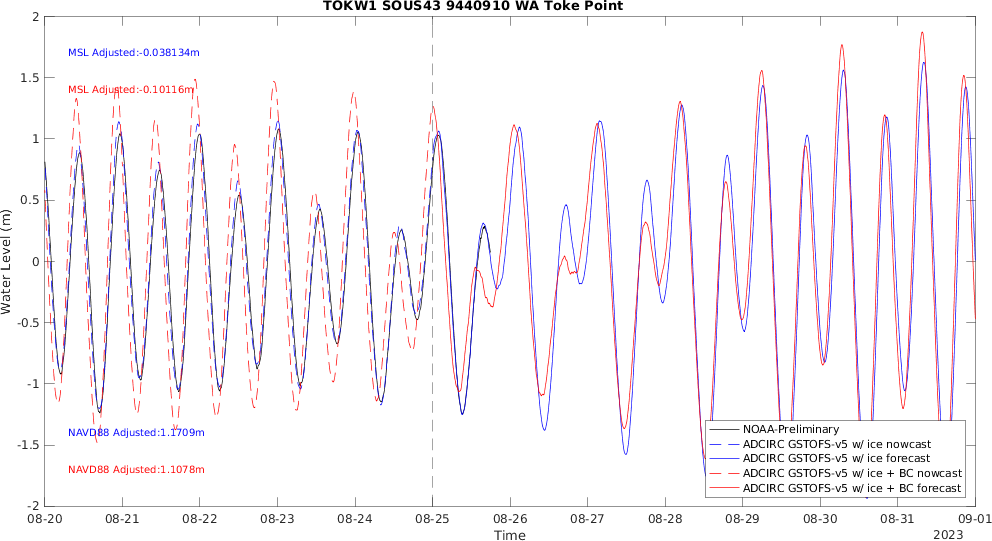 TOKW1 SOUS43 9440910 WA Toke Point
MSL Adjusted:-0.038134m
MSL Adjusted:-0.10116m
NAVD88 Adjusted:1.1709m
NAVD88 Adjusted:1.1078m
Water Level (m)
2
1.5
1
0.5
0
-0.5
-1
-1.5
-2
NOAA-Preliminary
ADCIRC GSTOFS-v5 w/ ice nowcast
ADCIRC GSTOFS-v5 w/ ice forecast
ADCIRC GSTOFS-v5 w/ ice + BC nowcast
ADCIRC GSTOFS-v5 w/ ice + BC forecast
08-20 08-21 08-22 08-23 08-24 08-25 08-26 08-27 08-28 08-29 08-30 08-31 09-01
Time
2023